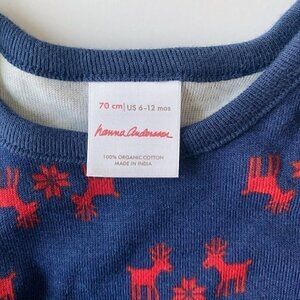 70 cm | US 6-12 mos
hanna Andersson
100% ORGANIC COTTON
MADE IN INDIA